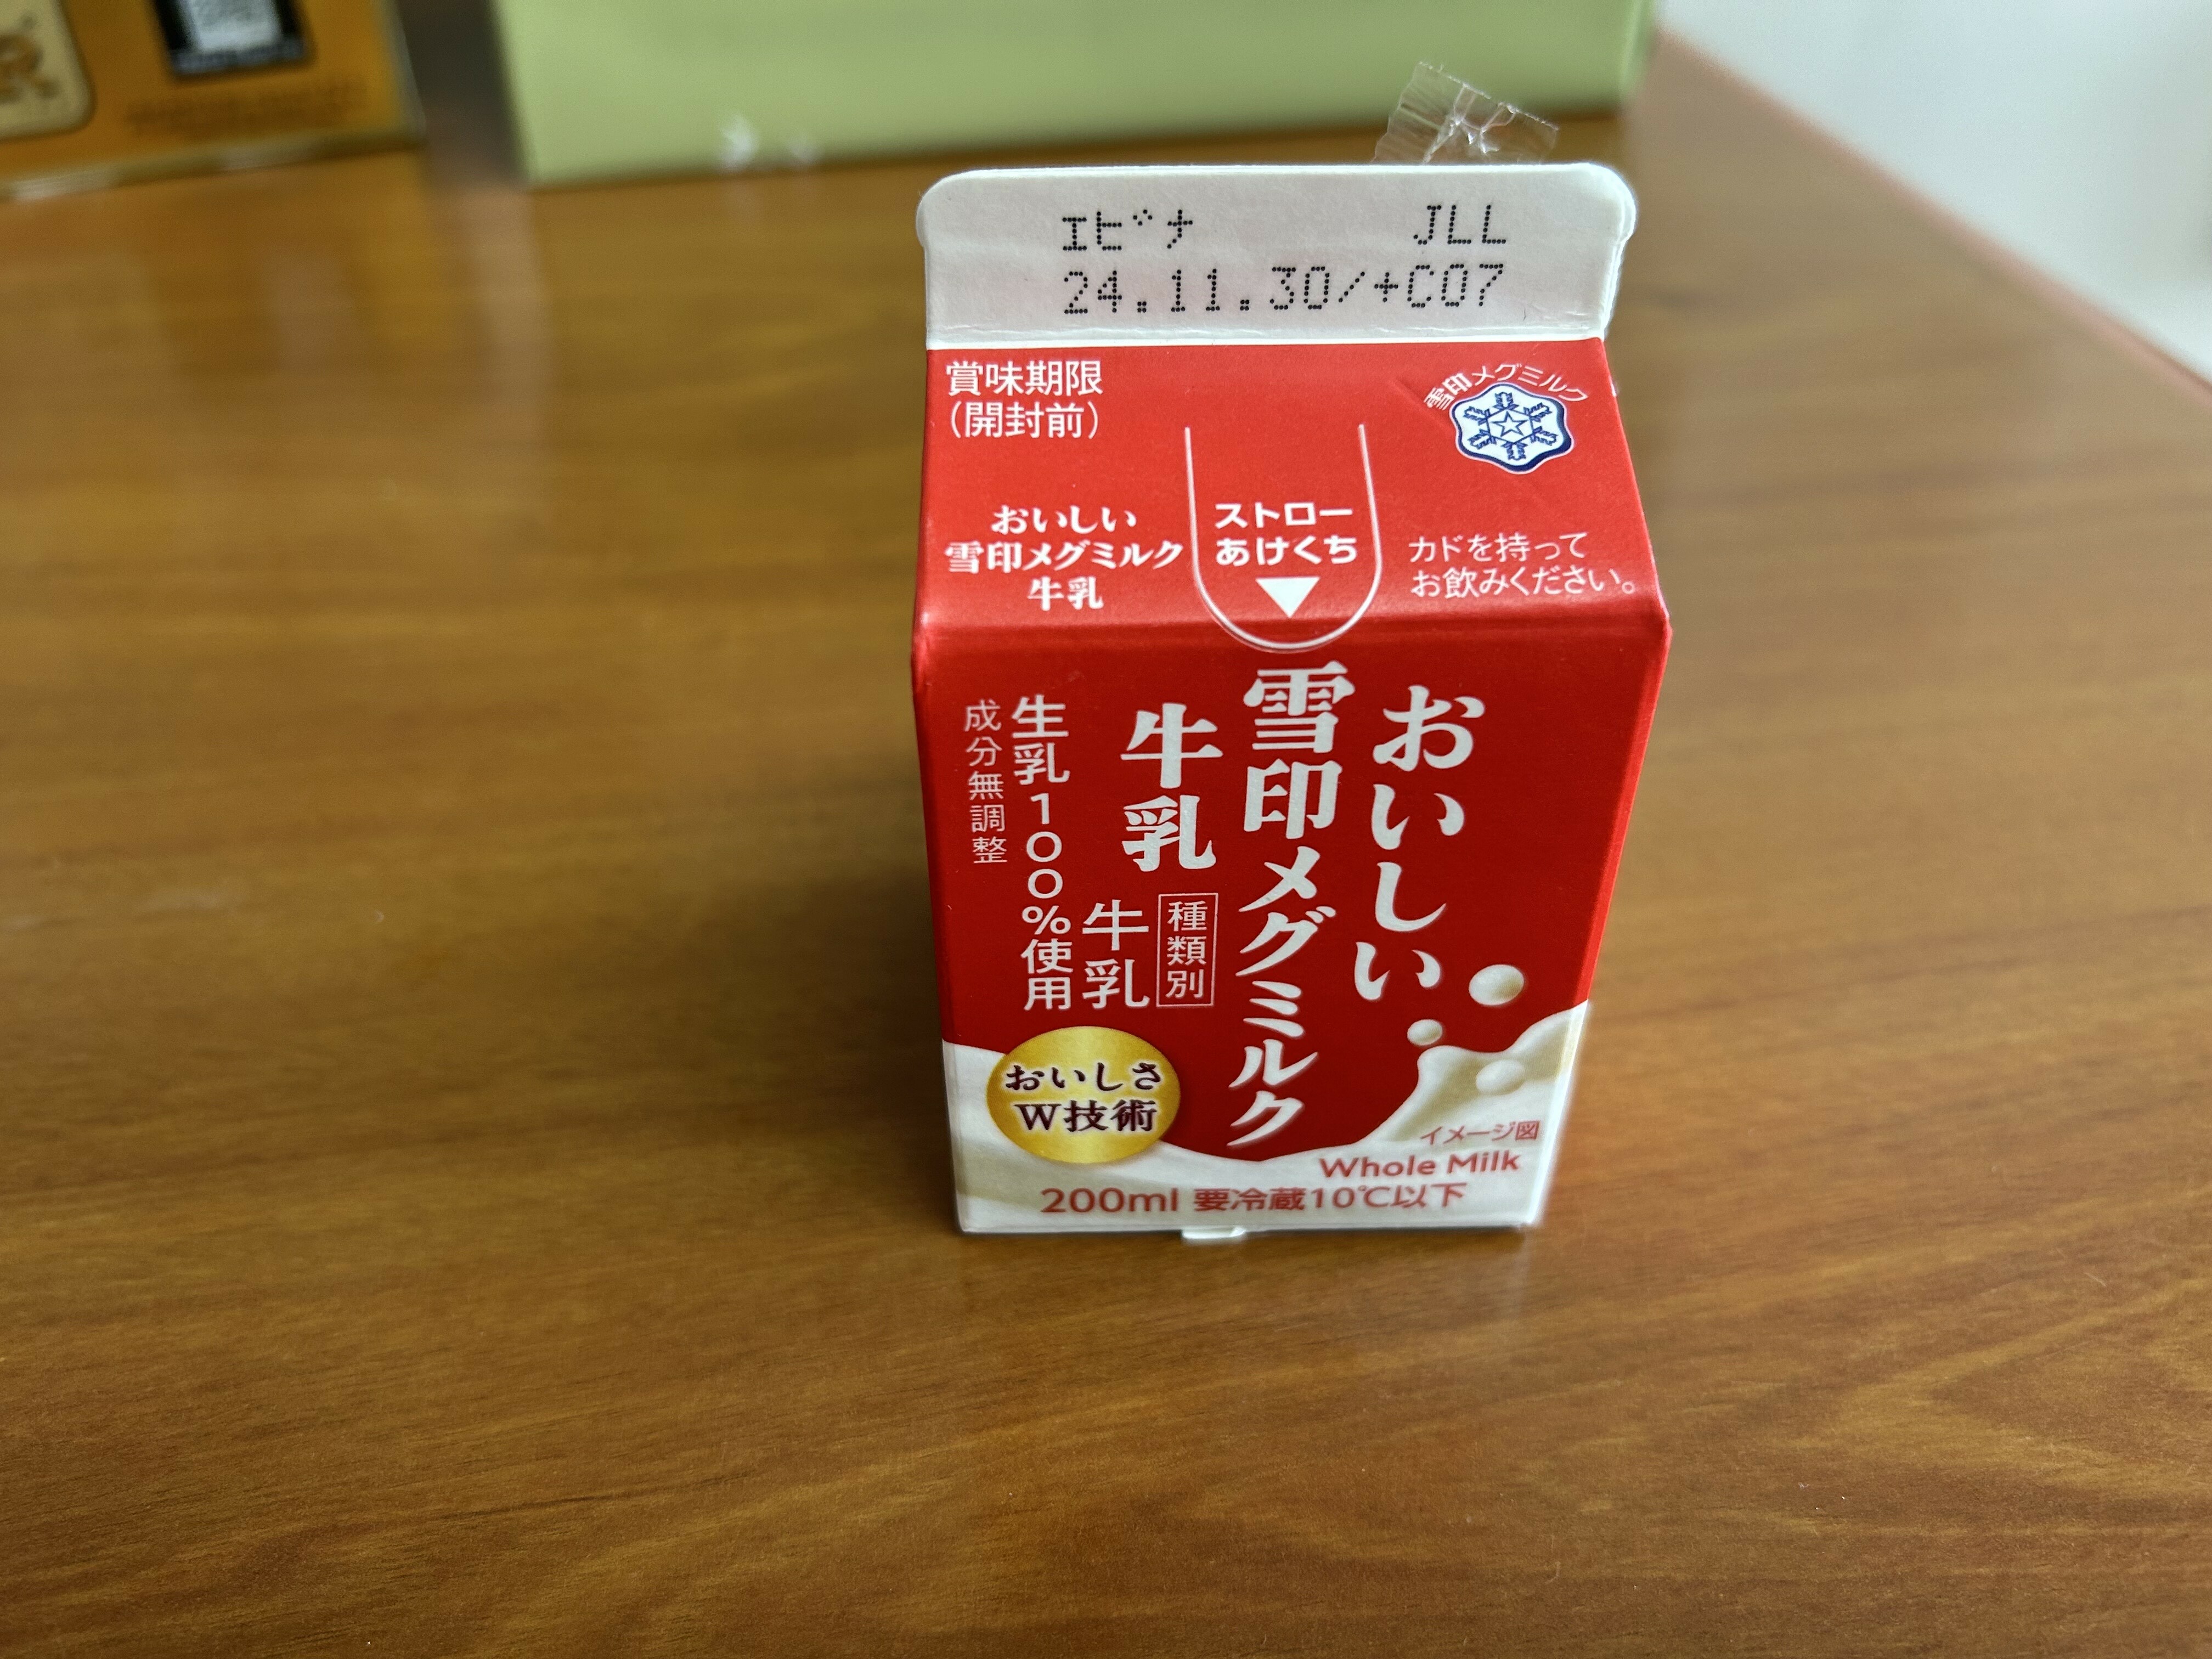 エビナ JLL
24.11.30/+C07
賞味期限
(開封前)
雪印メグミルク
おいしい
雪印メグミルク
牛乳
ストロー
あけくち
カドを持って
お飲みください。
おいしい
雪印メグミルク
牛乳
種類別
牛乳
生乳100%使用
成分無調整
おいしさ
W技術
イメージ図
Whole Milk
200ml 要冷蔵10℃以下